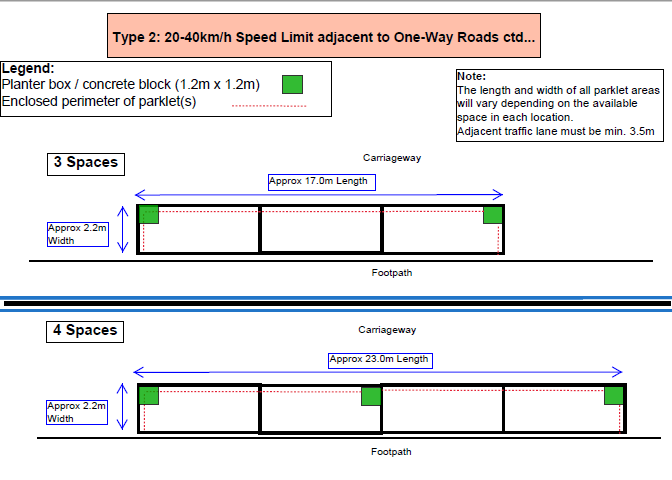 Type 2: 20-40km/h Speed Limit adjacent to One-Way Roads ctd...
Legend:
Planter box / concrete block (1.2m x 1.2m)
Enclosed perimeter of parklet(s)
Note:
The length and width of all parklet areas
will vary depending on the available
space in each location.
Adjacent traffic lane must be min. 3.5m
3 Spaces
Carriageway
Approx 17.0m Length
Approx 2.2m
Width
Footpath
4 Spaces
Carriageway
Approx 23.0m Length
Approx 2.2m
Width
Footpath